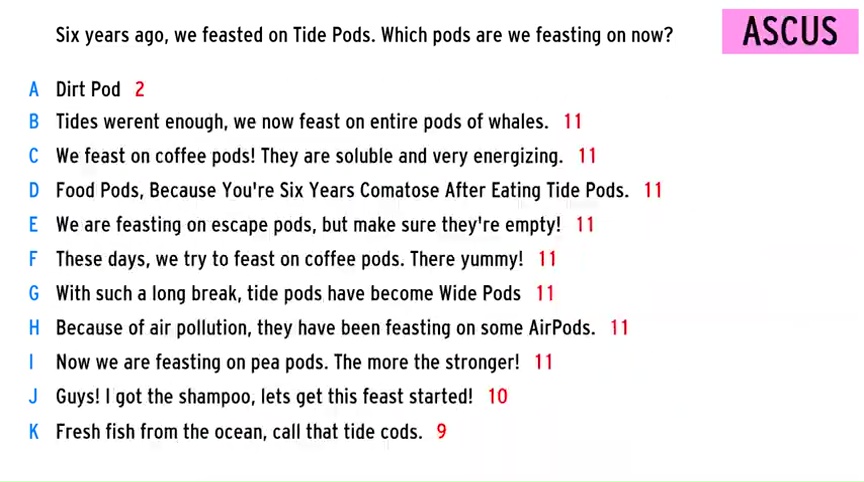 Six years ago, we feasted on Tide Pods. Which pods are we feasting on now?
ASCUS
A Dirt Pod 2
B Tides werent enough, we now feast on entire pods of whales. 11
C We feast on coffee pods! They are soluble and very energizing. 11
D Food Pods, Because You're Six Years Comatose After Eating Tide Pods. 11
E We are feasting on escape pods, but make sure they're empty! 11
F These days, we try to feast on coffee pods. There yummy! 11
G With such a long break, tide pods have become Wide Pods 11
H Because of air pollution, they have been feasting on some AirPods. 11
I Now we are feasting on pea pods. The more the stronger! 11
J Guys! I got the shampoo, lets get this feast started! 10
K Fresh fish from the ocean, call that tide cods. 9